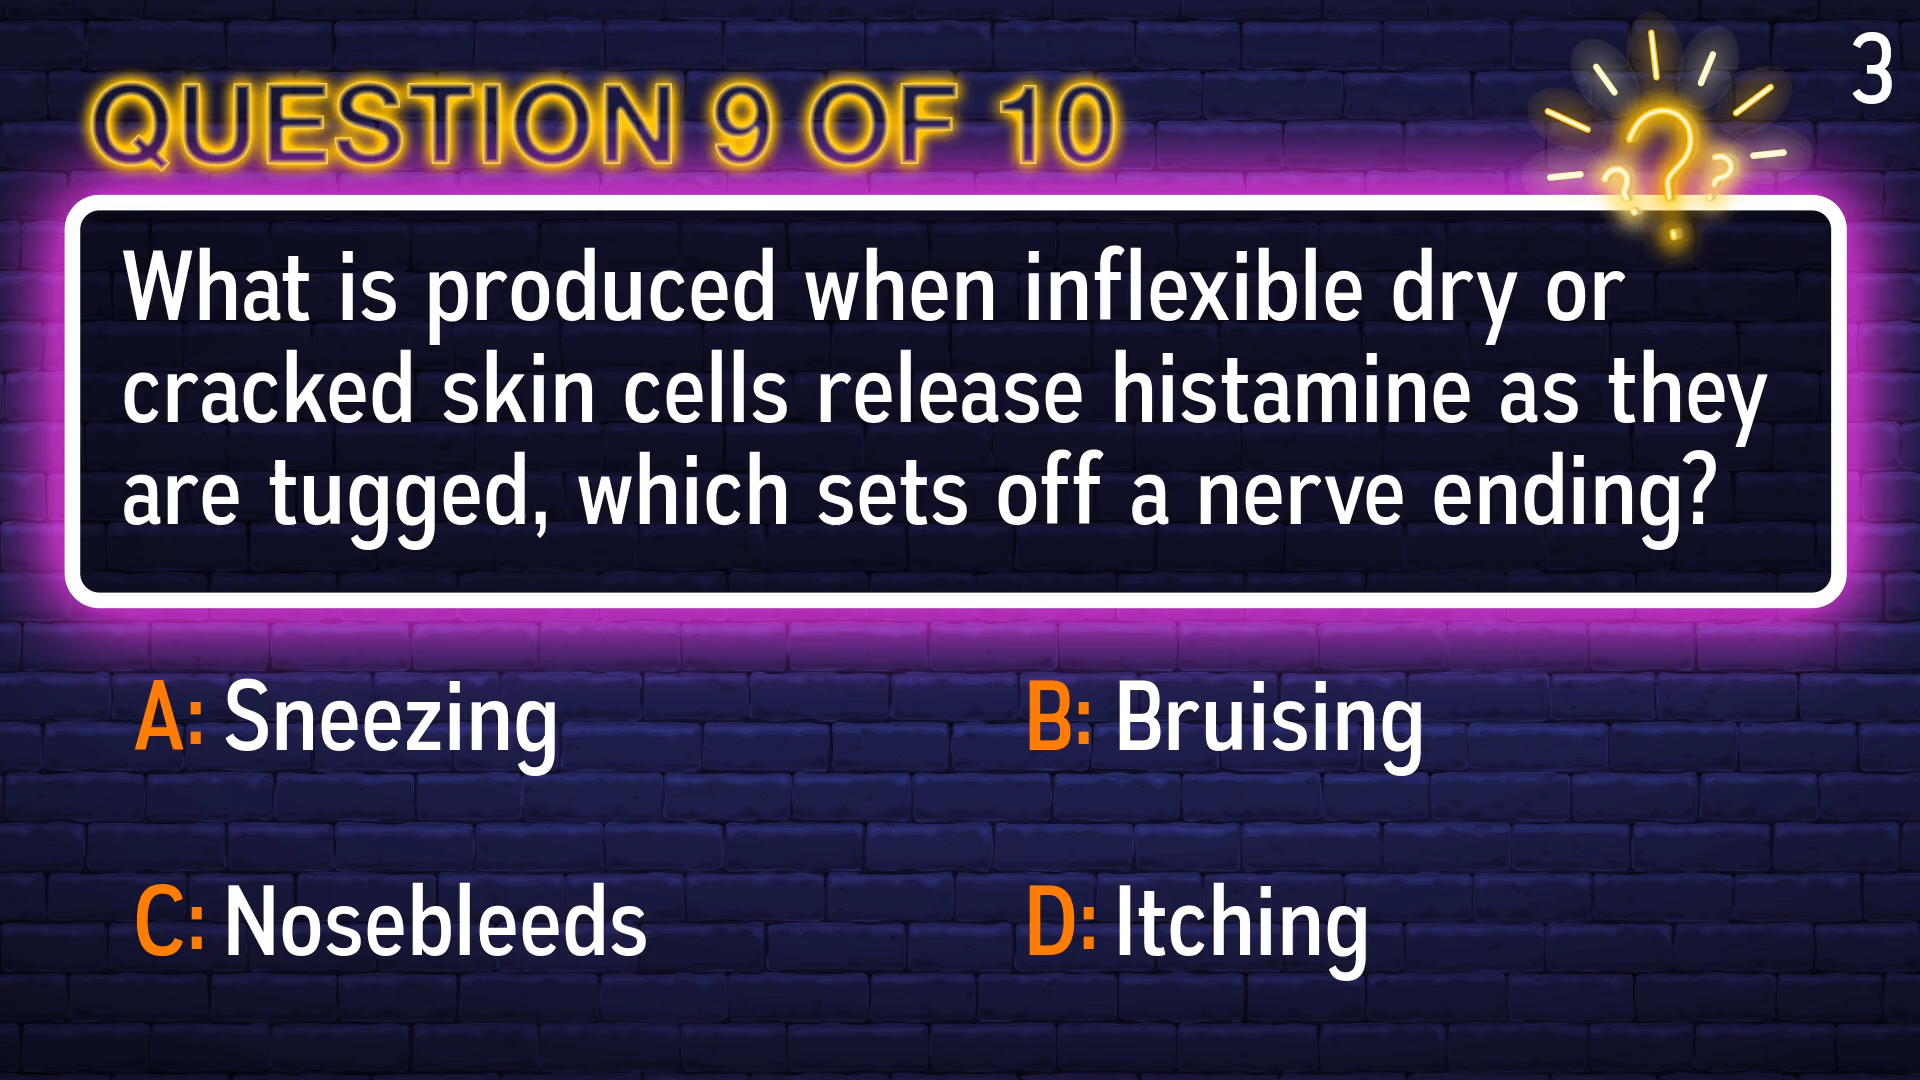 3
QUESTION 9 OF 10
What is produced when inflexible dry or
cracked skin cells release histamine as they
are tugged, which sets off a nerve ending?
A: Sneezing
B: Bruising
C: Nosebleeds
D: Itching